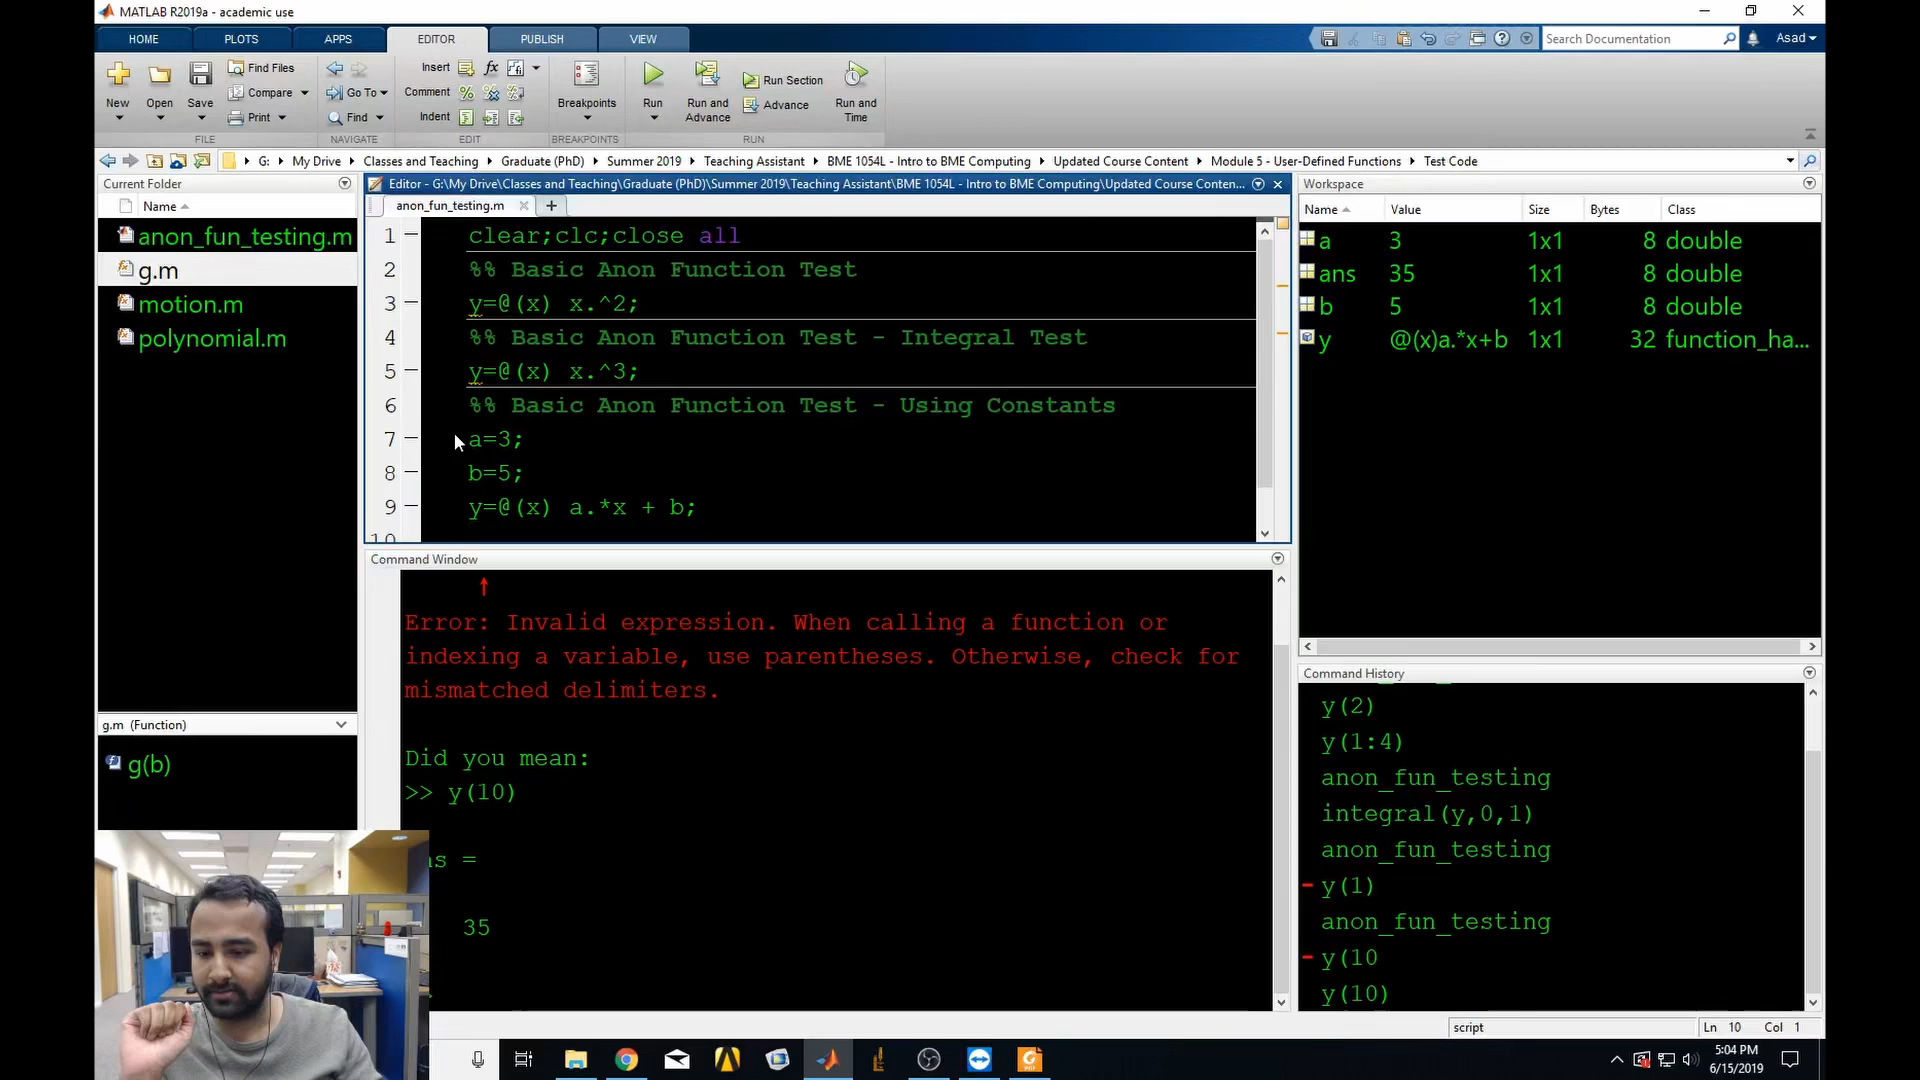 MATLAB R2019a - academic use
HOME PLOTS APPS EDITOR PUBLISH VIEW
Search Documentation
Asad
New Open Save
Find Files
Compare
Print
Go To
Find
Insert
Comment
Indent
Breakpoints
Run
Run and Advance
Run Section
Advance
Run and Time
FILE NAVIGATE EDIT BREAKPOINTS RUN
G: My Drive Classes and Teaching Graduate (PhD) Summer 2019 Teaching Assistant BME 1054L - Intro to BME Computing Updated Course Content Module 5 - User-Defined Functions Test Code
Current Folder
Name
anon_fun_testing.m
g.m
motion.m
polynomial.m
g.m (Function)
g(b)
Editor - G:\My Drive\Classes and Teaching\Graduate (PhD)\Summer 2019\Teaching Assistant\BME 1054L - Intro to BME Computing\Updated Course Conten...
anon_fun_testing.m
1 clear;clc;close all
2 %% Basic Anon Function Test
3 y=@(x) x.^2;
4 %% Basic Anon Function Test - Integral Test
5 y=@(x) x.^3;
6 %% Basic Anon Function Test - Using Constants
7 a=3;
8 b=5;
9 y=@(x) a.*x + b;
10
Command Window
Error: Invalid expression. When calling a function or
indexing a variable, use parentheses. Otherwise, check for
mismatched delimiters.
Did you mean:
>> y(10)
=
35
Workspace
Name Value Size Bytes Class
a 3 1x1 8 double
ans 35 1x1 8 double
b 5 1x1 8 double
y @(x)a.*x+b 1x1 32 function_ha...
Command History
y(2)
y(1:4)
anon_fun_testing
integral(y,0,1)
anon_fun_testing
y(1)
anon_fun_testing
y(10
y(10)
script
Ln 10 Col 1
5:04 PM
6/15/2019